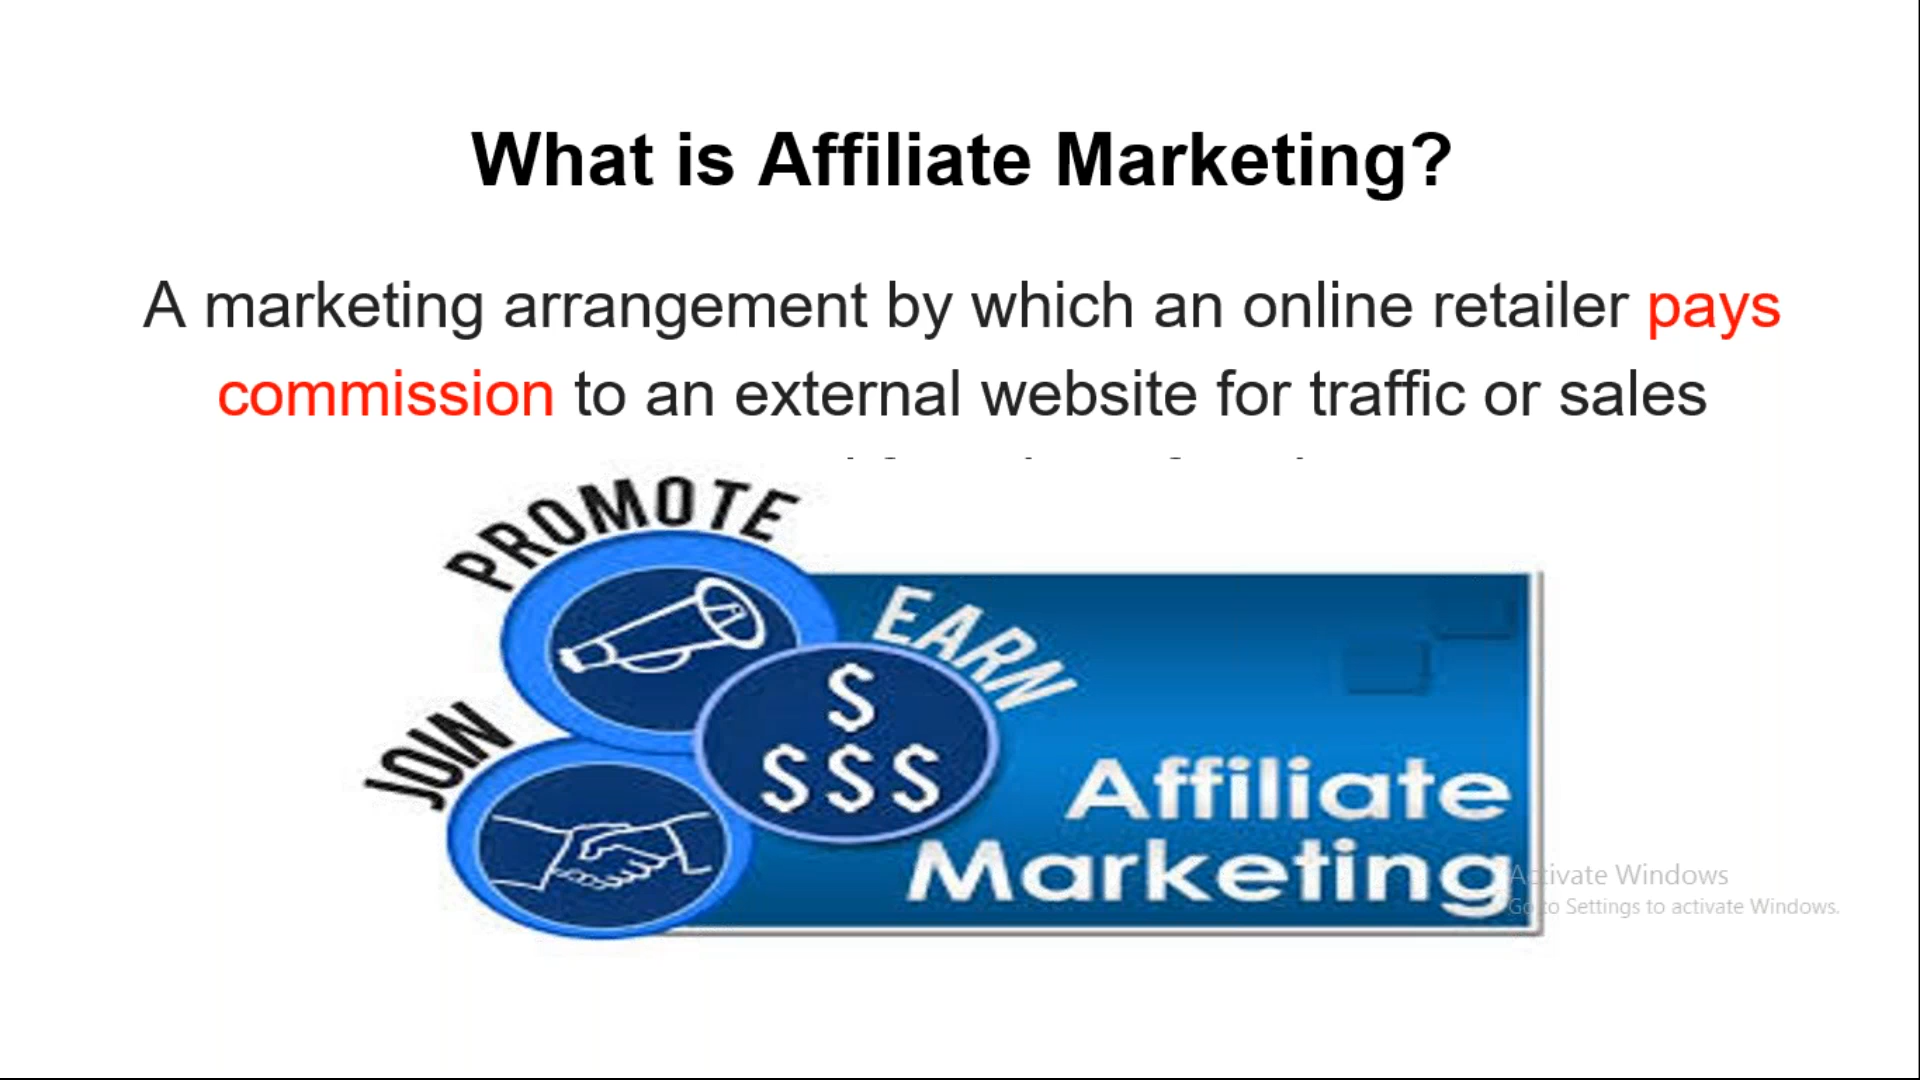 What is Affiliate Marketing?
A marketing arrangement by which an online retailer pays
commission to an external website for traffic or sales
PROMOTE
EARN
JOIN
$
$$$
Affiliate
Marketing
Activate Windows
Go to Settings to activate Windows.